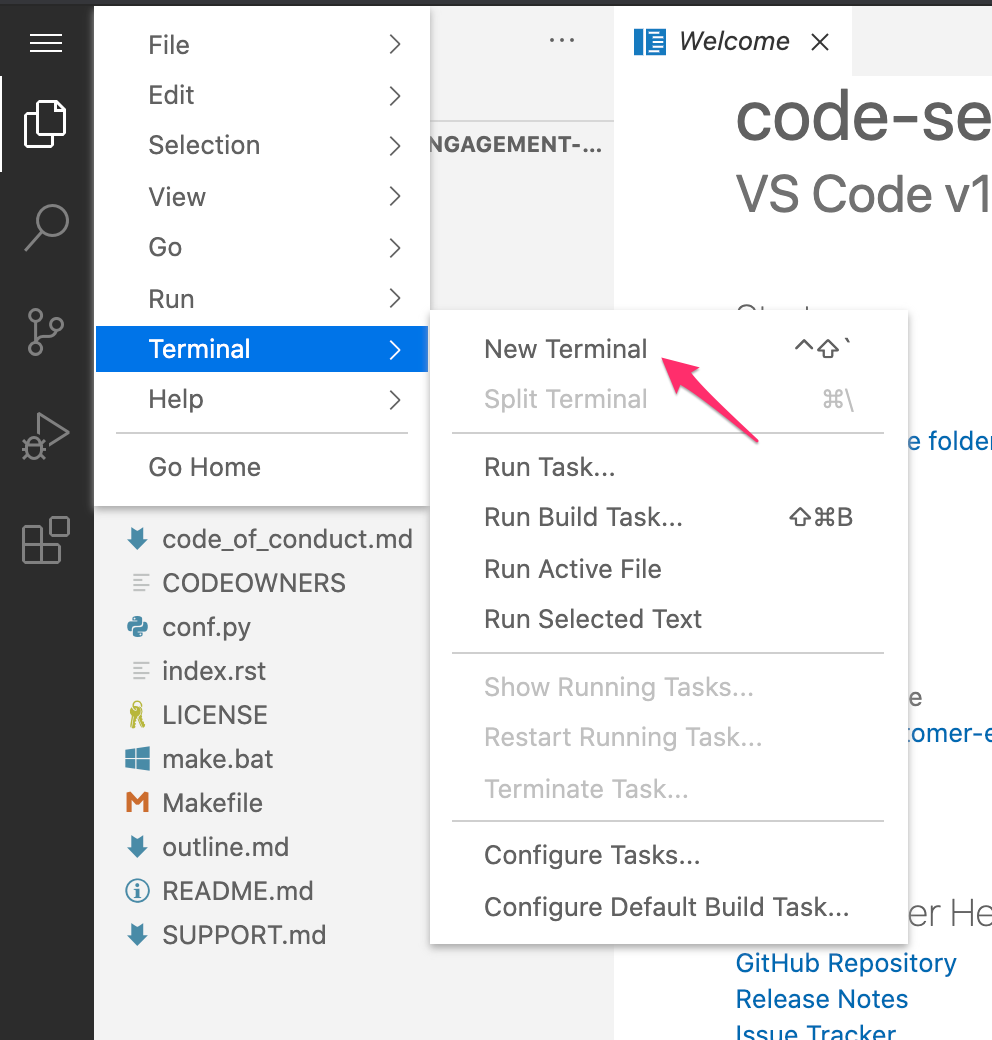 File
Edit
Selection
View
Go
Run
Terminal
Help
Go Home
NGAGEMENT-...
code_of_conduct.md
CODEOWNERS
conf.py
index.rst
LICENSE
make.bat
Makefile
outline.md
README.md
SUPPORT.md
New Terminal ^⇧`
Split Terminal ⌘\
Run Task...
Run Build Task... ⇧⌘B
Run Active File
Run Selected Text
Show Running Tasks...
Restart Running Task...
Terminate Task...
Configure Tasks...
Configure Default Build Task...
Welcome
code-se
VS Code v1
e folder
e
tomer-e
er He
GitHub Repository
Release Notes
Issue Tracker